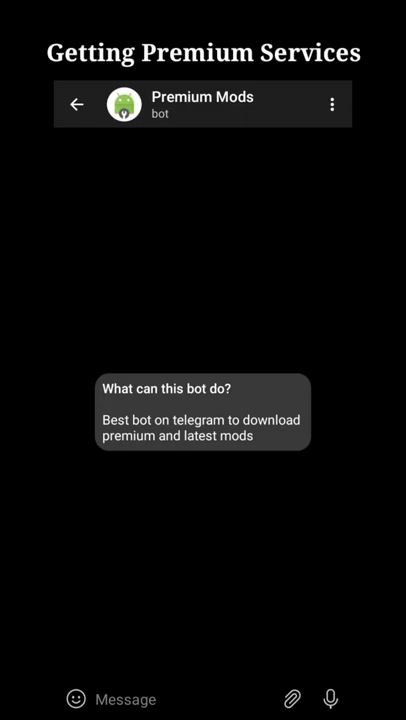 Getting Premium Services
Premium Mods
bot
What can this bot do?
Best bot on telegram to download
premium and latest mods
Message